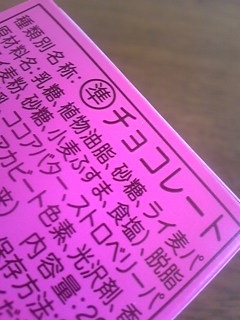 種類別名称:準チョコレート
原材料名:乳糖、植物油脂、砂糖、ライ麦パ
麦粉、砂糖、小麦ふすま、食塩)、脱脂
ココアバター、ストロベリーパ
アカビート色素、光沢剤、香
内容量:2
保存方法